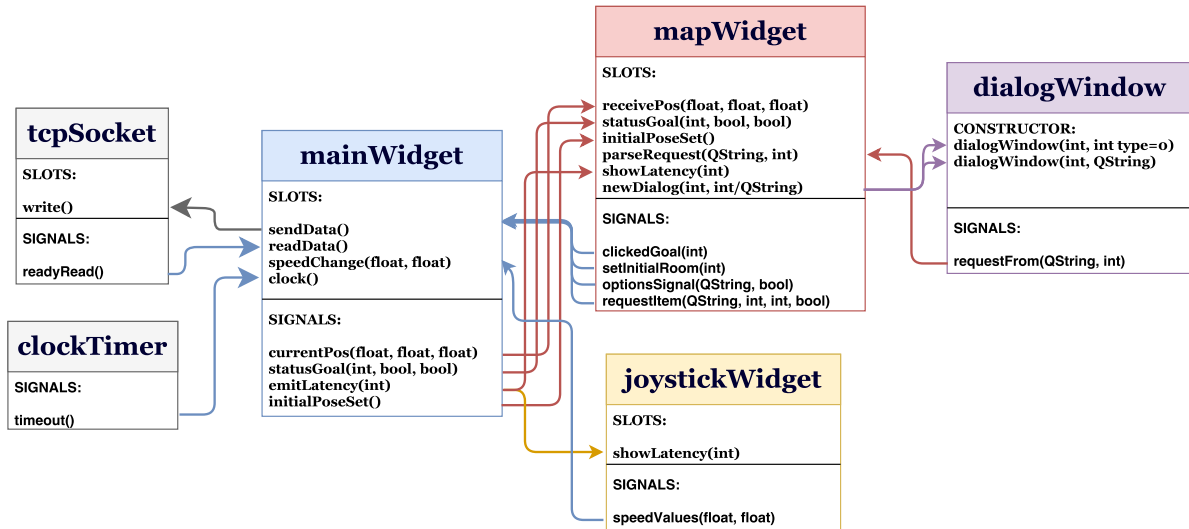 tcpSocket
SLOTS:
write()
SIGNALS:
readyRead()
clockTimer
SIGNALS:
timeout()
mainWidget
SLOTS:
sendData()
readData()
speedChange(float, float)
clock()
SIGNALS:
currentPos(float, float, float)
statusGoal(int, bool, bool)
emitLatency(int)
initialPoseSet()
mapWidget
SLOTS:
receivePos(float, float, float)
statusGoal(int, bool, bool)
initialPoseSet()
parseRequest(QString, int)
showLatency(int)
newDialog(int, int/QString)
SIGNALS:
clickedGoal(int)
setInitialRoom(int)
optionsSignal(QString, bool)
requestItem(QString, int, int, bool)
joystickWidget
SLOTS:
showLatency(int)
SIGNALS:
speedValues(float, float)
dialogWindow
CONSTRUCTOR:
dialogWindow(int, int type=0)
dialogWindow(int, QString)
SIGNALS:
requestFrom(QString, int)